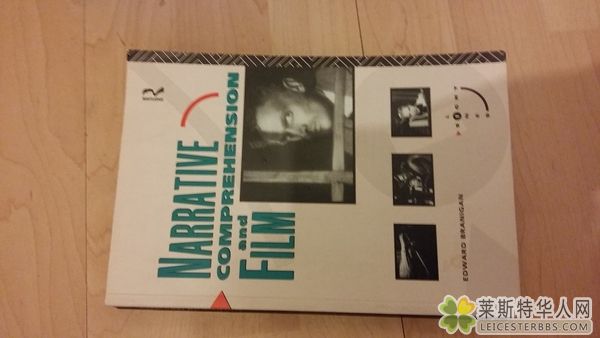 NARRATIVE
COMPREHENSION
and
FILM
EDWARD BRANIGAN
莱斯特华人网
LEICESTERBBS.COM